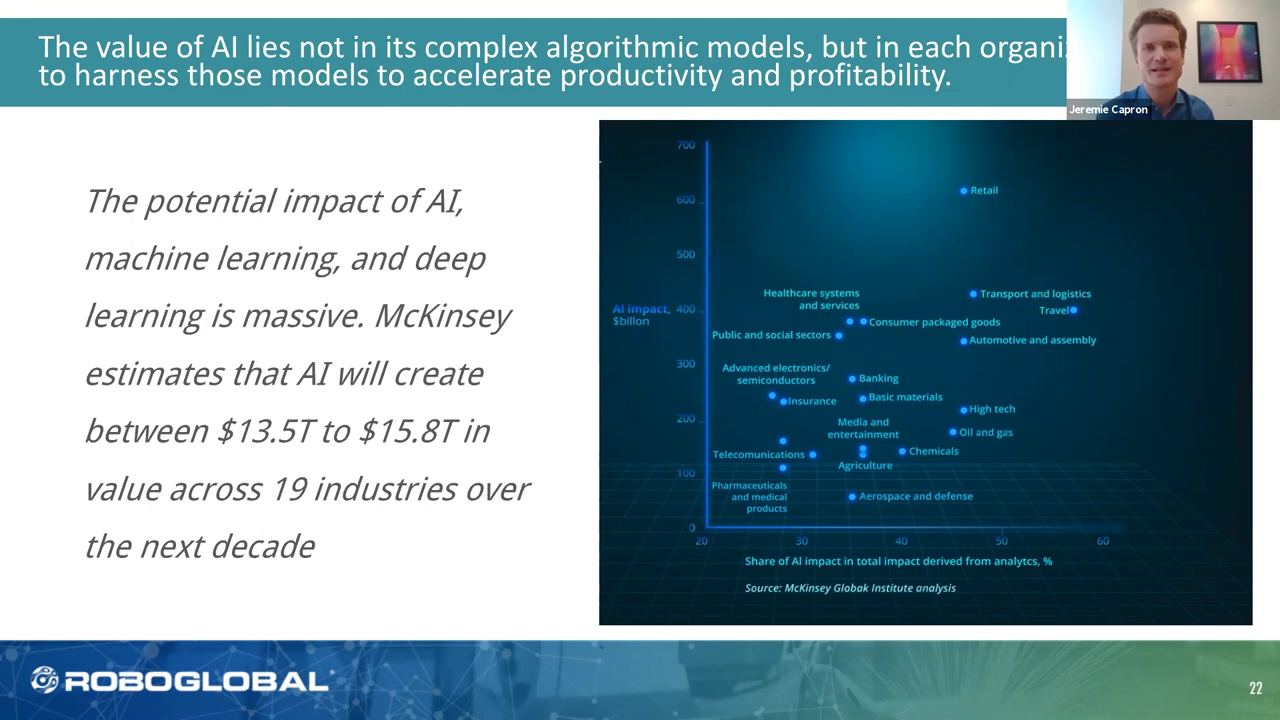 The value of AI lies not in its complex algorithmic models, but in each
to harness those models to accelerate productivity and profitability.
Jeremie Capron
The potential impact of AI,
machine learning, and deep
learning is massive. McKinsey
estimates that AI will create
between $13.5T to $15.8T in
value across 19 industries over
the next decade
AI impact,
$billon
700
600
500
400
300
200
100
0
20
30
40
50
60
Retail
Healthcare systems
and services
Transport and logistics
Travel
Consumer packaged goods
Public and social sectors
Automotive and assembly
Advanced electronics/
semiconductors
Banking
Insurance
Basic materials
High tech
Media and
entertainment
Oil and gas
Telecomunications
Chemicals
Agriculture
Pharmaceuticals
and medical
products
Aerospace and defense
Share of AI impact in total impact derived from analytcs, %
Source: McKinsey Globak Institute analysis
ROBOGLOBAL
22